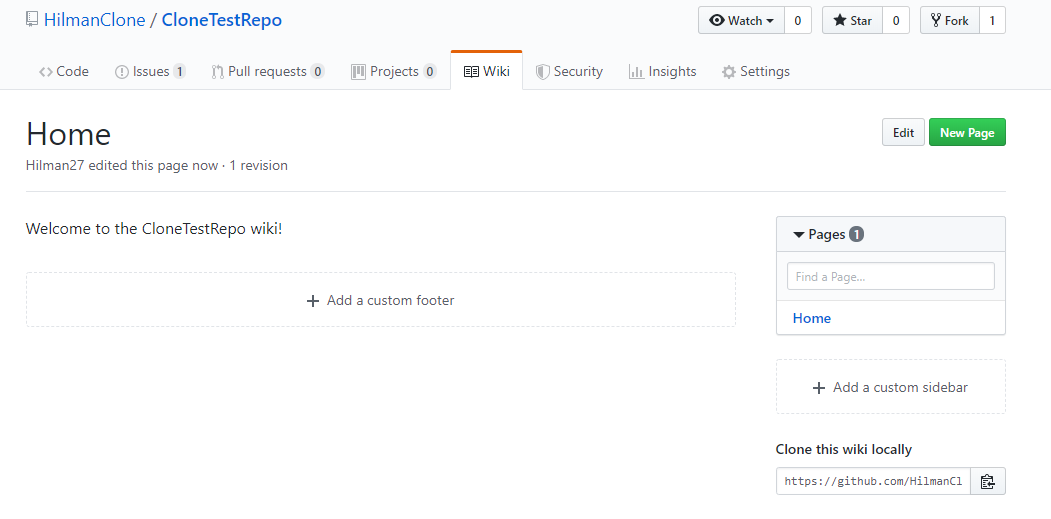 HilmanClone / CloneTestRepo
Watch 0 Star 0 Fork 1
Code Issues 1 Pull requests 0 Projects 0 Wiki Security Insights Settings
Home
Edit New Page
Hilman27 edited this page now · 1 revision
Welcome to the CloneTestRepo wiki!
Add a custom footer
Pages 1
Find a Page...
Home
Add a custom sidebar
Clone this wiki locally
https://github.com/HilmanCl